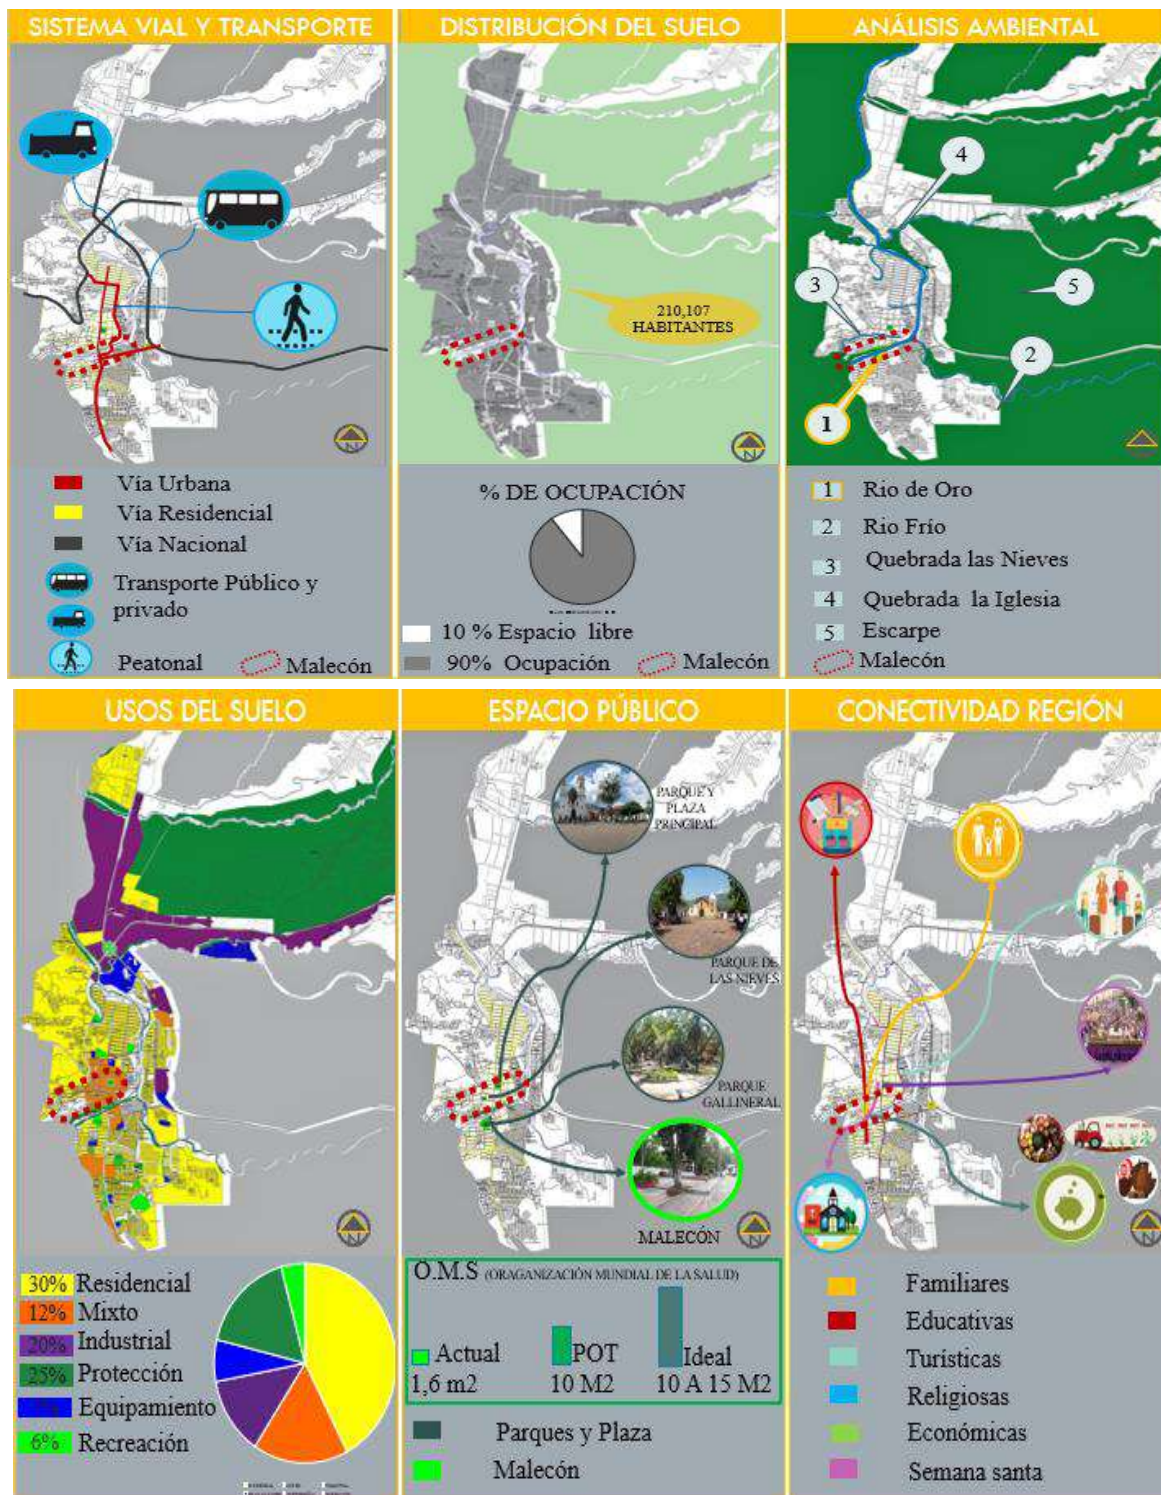 SISTEMA VIAL Y TRANSPORTE
Vía Urbana
Vía Residencial
Vía Nacional
Transporte Público y
privado
Peatonal
Malecón
DISTRIBUCIÓN DEL SUELO
210,107
HABITANTES
% DE OCUPACIÓN
10 % Espacio libre
90% Ocupación
Malecón
ANÁLISIS AMBIENTAL
4
3
5
2
1
1 Rio de Oro
2 Rio Frío
3 Quebrada las Nieves
4 Quebrada la Iglesia
5 Escarpe
Malecón
USOS DEL SUELO
30% Residencial
12% Mixto
20% Industrial
25% Protección
Equipamiento
6% Recreación
ESPACIO PÚBLICO
PARQUE Y
PLAZA
PRINCIPAL
PARQUE DE
LAS NIEVES
PARQUE
GALLINERAL
MALECÓN
O.M.S (ORAGANIZACIÓN MUNDIAL DE LA SALUD)
Actual
1,6 m2
POT
10 M2
Ideal
10 A 15 M2
Parques y Plaza
Malecón
CONECTIVIDAD REGIÓN
Familiares
Educativas
Turísticas
Religiosas
Económicas
Semana santa